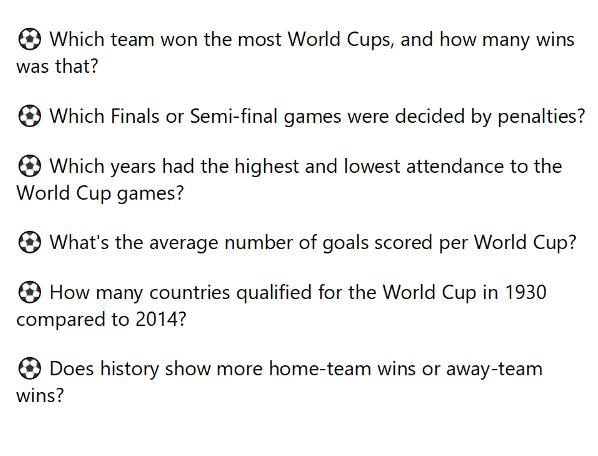 ⚽ Which team won the most World Cups, and how many wins
was that?
⚽ Which Finals or Semi-final games were decided by penalties?
⚽ Which years had the highest and lowest attendance to the
World Cup games?
⚽ What's the average number of goals scored per World Cup?
⚽ How many countries qualified for the World Cup in 1930
compared to 2014?
⚽ Does history show more home-team wins or away-team
wins?